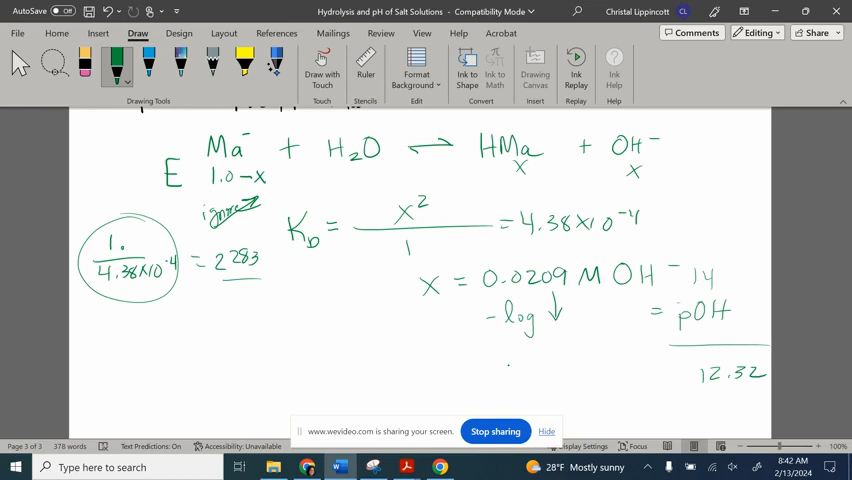 AutoSave Off
Hydrolysis and pH of Salt Solutions - Compatibility Mode
Christal Lippincott CL
File Home Insert Draw Design Layout References Mailings Review View Help Acrobat
Comments Editing Share
Draw with Touch
Ruler
Format Background
Ink to Shape
Ink to Math
Drawing Canvas
Ink Replay
Ink Help
Drawing Tools Touch Stencils Edit Convert Insert Replay Help
Ma⁻ + H₂O ⇌ HMa + OH⁻
E 1.0-x x x
ignore
K_b = x²/1 = 4.38x10⁻⁴
1./4.38x10⁻⁴ = 2283
x = 0.0209 M OH⁻ 14
-log ↓ = pOH
12.32
www.wevideo.com is sharing your screen. Stop sharing Hide
Page 3 of 3 378 words Text Predictions: On Accessibility: Unavailable Display Settings Focus 100%
Type here to search
28°F Mostly sunny
8:42 AM
2/13/2024